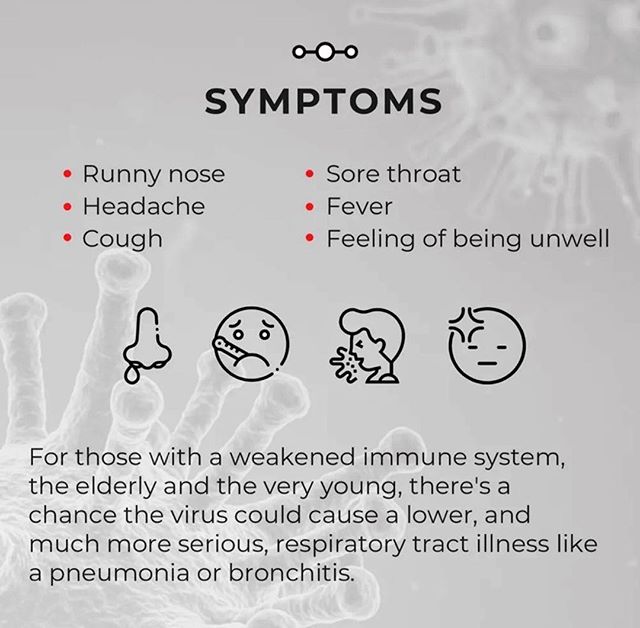 SYMPTOMS
• Runny nose
• Headache
• Cough
• Sore throat
• Fever
• Feeling of being unwell
For those with a weakened immune system,
the elderly and the very young, there's a
chance the virus could cause a lower, and
much more serious, respiratory tract illness like
a pneumonia or bronchitis.